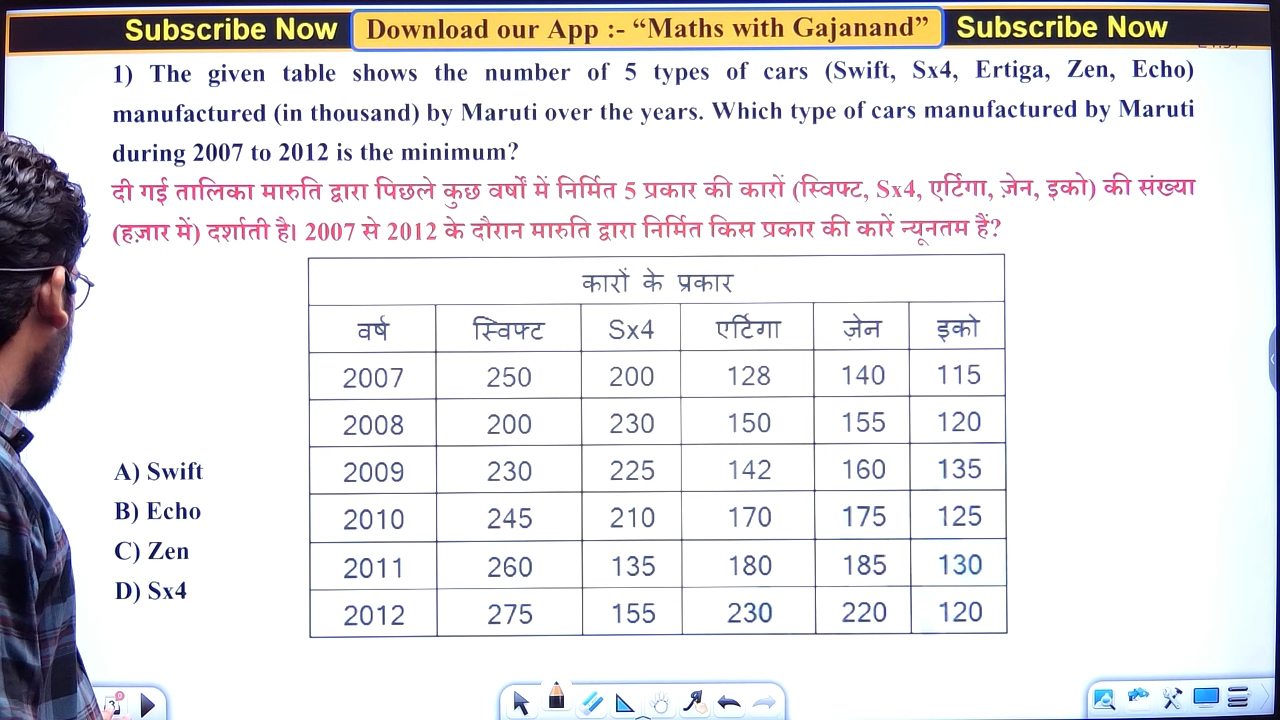 Subscribe Now Download our App :- “Maths with Gajanand” Subscribe Now
1) The given table shows the number of 5 types of cars (Swift, Sx4, Ertiga, Zen, Echo)
manufactured (in thousand) by Maruti over the years. Which type of cars manufactured by Maruti
during 2007 to 2012 is the minimum?
दी गई तालिका मारुति द्वारा पिछले कुछ वर्षों में निर्मित 5 प्रकार की कारों (स्विफ्ट, Sx4, एर्टिगा, ज़ेन, इको) की संख्या
(हज़ार में) दर्शाती है। 2007 से 2012 के दौरान मारुति द्वारा निर्मित किस प्रकार की कारें न्यूनतम हैं?
कारों के प्रकार
वर्ष स्विफ्ट Sx4 एर्टिगा ज़ेन इको
2007 250 200 128 140 115
2008 200 230 150 155 120
2009 230 225 142 160 135
2010 245 210 170 175 125
2011 260 135 180 185 130
2012 275 155 230 220 120
A) Swift
B) Echo
C) Zen
D) Sx4